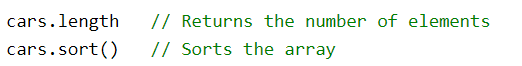 cars.length   // Returns the number of elements
cars.sort()   // Sorts the array